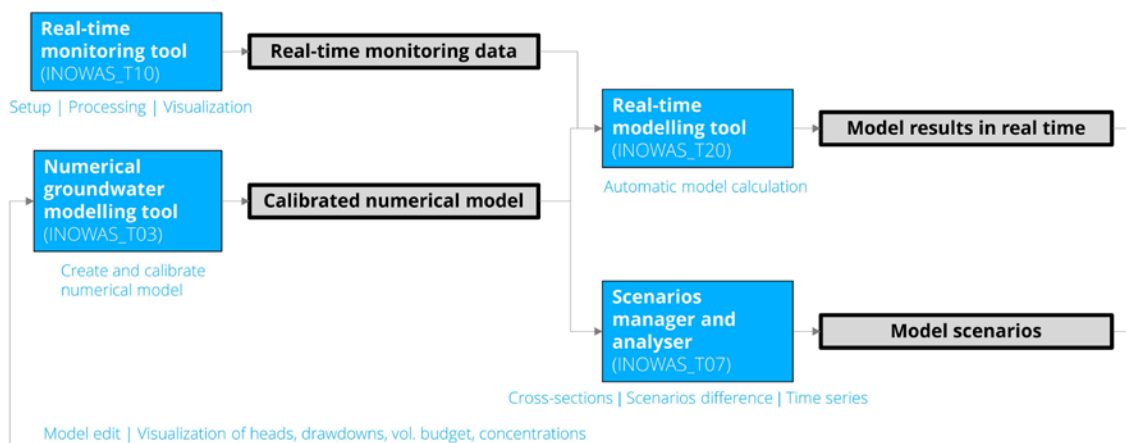 Real-time
monitoring tool
(INOWAS_T10)
Real-time monitoring data
Setup | Processing | Visualization
Real-time
modelling tool
(INOWAS_T20)
Model results in real time
Automatic model calculation
Numerical
groundwater
modelling tool
(INOWAS_T03)
Calibrated numerical model
Create and calibrate
numerical model
Scenarios
manager and
analyser
(INOWAS_T07)
Model scenarios
Cross-sections | Scenarios difference | Time series
Model edit | Visualization of heads, drawdowns, vol. budget, concentrations